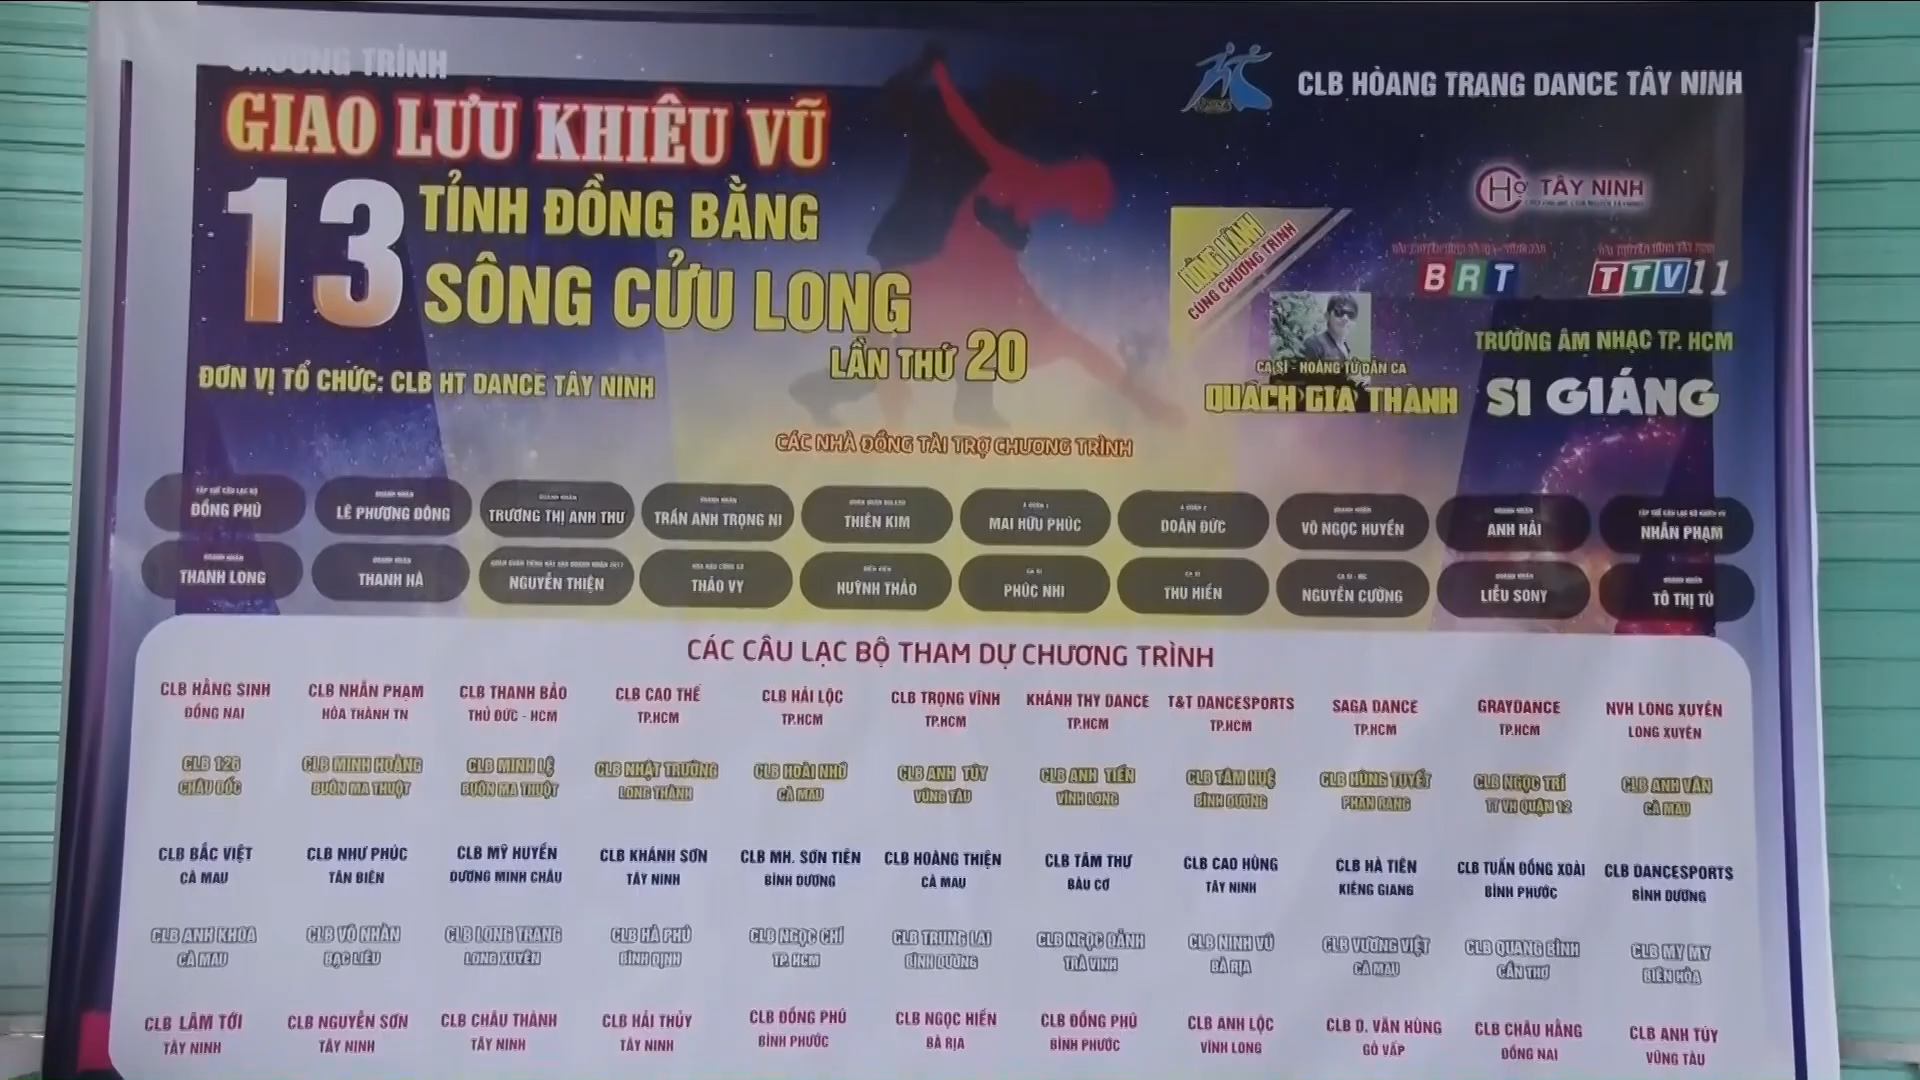 CHƯƠNG TRÌNH
GIAO LƯU KHIÊU VŨ
13 TỈNH ĐỒNG BẰNG
SÔNG CỬU LONG
LẦN THỨ 20
ĐƠN VỊ TỔ CHỨC: CLB HT DANCE TÂY NINH
CLB HOÀNG TRANG DANCE TÂY NINH
CHỢ TÂY NINH
ĐỒNG HÀNH
CÙNG CHƯƠNG TRÌNH
BRT
TTV11
CA SĨ - HOÀNG TỬ DÂN CA
QUÁCH GIA THÀNH
TRƯỜNG ÂM NHẠC TP. HCM
SI GIÁNG
CÁC NHÀ ĐỒNG TÀI TRỢ CHƯƠNG TRÌNH
ĐỒNG PHÚ
LÊ PHƯƠNG ĐÔNG
TRƯƠNG THỊ ANH THƯ
TRẦN ANH TRỌNG NI
THIÊN KIM
MAI HỮU PHÚC
DOÃN ĐỨC
VÕ NGỌC HUYỀN
ANH HẢI
NHẪN PHẠM
THANH LONG
THANH HÀ
NGUYỄN THIỆN
THẢO VY
HUỲNH THẢO
PHÚC NHI
THU HIỀN
NGUYỄN CƯỜNG
LIỄU SONY
TÔ THỊ TÚ
CÁC CÂU LẠC BỘ THAM DỰ CHƯƠNG TRÌNH
CLB HẰNG SINH
ĐỒNG NAI
CLB NHẪN PHẠM
HÒA THÀNH TN
CLB THANH BẢO
THỦ ĐỨC - HCM
CLB CAO THẾ
TP.HCM
CLB HẢI LỘC
TP.HCM
CLB TRỌNG VĨNH
TP.HCM
KHÁNH THY DANCE
TP.HCM
T&T DANCESPORTS
TP.HCM
SAGA DANCE
TP.HCM
GRAYDANCE
TP.HCM
NVH LONG XUYÊN
LONG XUYÊN
CLB 126
CHÂU ĐỐC
CLB MINH HOÀNG
BUÔN MA THUỘT
CLB MINH LỆ
BUÔN MA THUỘT
CLB NHẬT TRƯỜNG
LONG THÀNH
CLB HOÀI NHỚ
CÀ MAU
CLB ANH TÚY
VŨNG TÀU
CLB ANH TIẾN
VĨNH LONG
CLB TÂM HUỆ
BÌNH DƯƠNG
CLB HÙNG TUYẾT
PHAN RANG
CLB NGỌC TRÍ
TT VH QUẬN 12
CLB ANH VÂN
CÀ MAU
CLB BẮC VIỆT
CÀ MAU
CLB NHƯ PHÚC
TÂN BIÊN
CLB MỸ HUYỀN
DƯƠNG MINH CHÂU
CLB KHÁNH SƠN
TÂY NINH
CLB MH. SƠN TIÊN
BÌNH DƯƠNG
CLB HOÀNG THIỆN
CÀ MAU
CLB TÂM THƯ
BÀU CỎ
CLB CAO HÙNG
TÂY NINH
CLB HÀ TIÊN
KIÊNG GIANG
CLB TUẤN ĐỒNG XOÀI
BÌNH PHƯỚC
CLB DANCESPORTS
BÌNH DƯƠNG
CLB ANH KHOA
CÀ MAU
CLB VÕ NHÂN
BẠC LIÊU
CLB LONG TRANG
LONG XUYÊN
CLB HÀ PHÚ
BÌNH ĐỊNH
CLB NGỌC CHÍ
TP. HCM
CLB TRUNG LAI
BÌNH DƯƠNG
CLB NGỌC DẢNH
TRÀ VINH
CLB NINH VŨ
BÀ RỊA
CLB VƯƠNG VIỆT
CÀ MAU
CLB QUANG BÌNH
CẦN THƠ
CLB MY MY
BIÊN HÒA
CLB LÂM TỚI
TÂY NINH
CLB NGUYỄN SƠN
TÂY NINH
CLB CHÂU THÀNH
TÂY NINH
CLB HẢI THỦY
TÂY NINH
CLB ĐỒNG PHÚ
BÌNH PHƯỚC
CLB NGỌC HIỀN
BÀ RỊA
CLB ĐỒNG PHÚ
BÌNH PHƯỚC
CLB ANH LỘC
VĨNH LONG
CLB D. VĂN HÙNG
GÒ VẤP
CLB CHÂU HẰNG
ĐỒNG NAI
CLB ANH TÚY
VŨNG TÀU